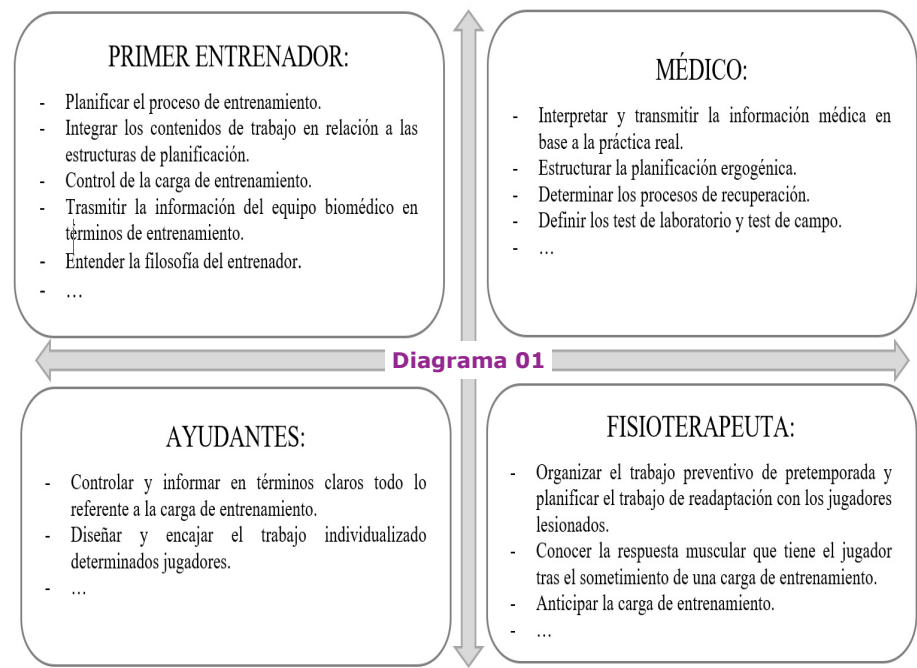 PRIMER ENTRENADOR:
- Planificar el proceso de entrenamiento.
- Integrar los contenidos de trabajo en relación a las
estructuras de planificación.
- Control de la carga de entrenamiento.
- Trasmitir la información del equipo biomédico en
términos de entrenamiento.
- Entender la filosofía del entrenador.
- …
MÉDICO:
- Interpretar y transmitir la información médica en
base a la práctica real.
- Estructurar la planificación ergogénica.
- Determinar los procesos de recuperación.
- Definir los test de laboratorio y test de campo.
- …
Diagrama 01
AYUDANTES:
- Controlar y informar en términos claros todo lo
referente a la carga de entrenamiento.
- Diseñar y encajar el trabajo individualizado
determinados jugadores.
- …
FISIOTERAPEUTA:
- Organizar el trabajo preventivo de pretemporada y
planificar el trabajo de readaptación con los jugadores
lesionados.
- Conocer la respuesta muscular que tiene el jugador
tras el sometimiento de una carga de entrenamiento.
- Anticipar la carga de entrenamiento.
- …